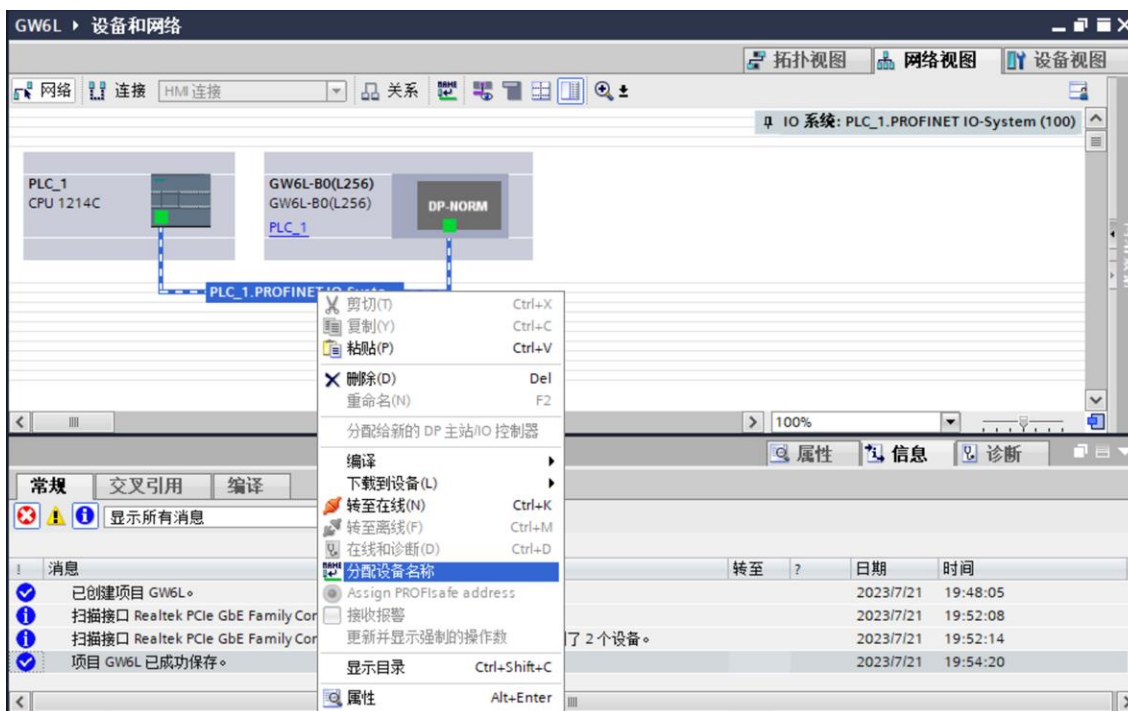 GW6L ▸ 设备和网络
拓扑视图 网络视图 设备视图
网络 连接 HMI 连接 关系
IO 系统: PLC_1.PROFINET IO-System (100)
PLC_1
CPU 1214C
GW6L-B0(L256)
GW6L-B0(L256)
PLC_1
DP-NORM
PLC_1.PROFINET IO-Syste...
剪切(T) Ctrl+X
复制(Y) Ctrl+C
粘贴(P) Ctrl+V
删除(D) Del
重命名(N) F2
分配给新的 DP 主站/IO 控制器
编译
下载到设备(L)
转至在线(N) Ctrl+K
转至离线(F) Ctrl+M
在线和诊断(D) Ctrl+D
分配设备名称
Assign PROFIsafe address
接收报警
更新并显示强制的操作数
显示目录 Ctrl+Shift+C
属性 Alt+Enter
100%
属性 信息 诊断
常规 交叉引用 编译
显示所有消息
! 消息 转至 ? 日期 时间
已创建项目 GW6L。 2023/7/21 19:48:05
扫描接口 Realtek PCIe GbE Family Con 2023/7/21 19:52:08
扫描接口 Realtek PCIe GbE Family Con 了 2 个设备。 2023/7/21 19:52:14
项目 GW6L 已成功保存。 2023/7/21 19:54:20